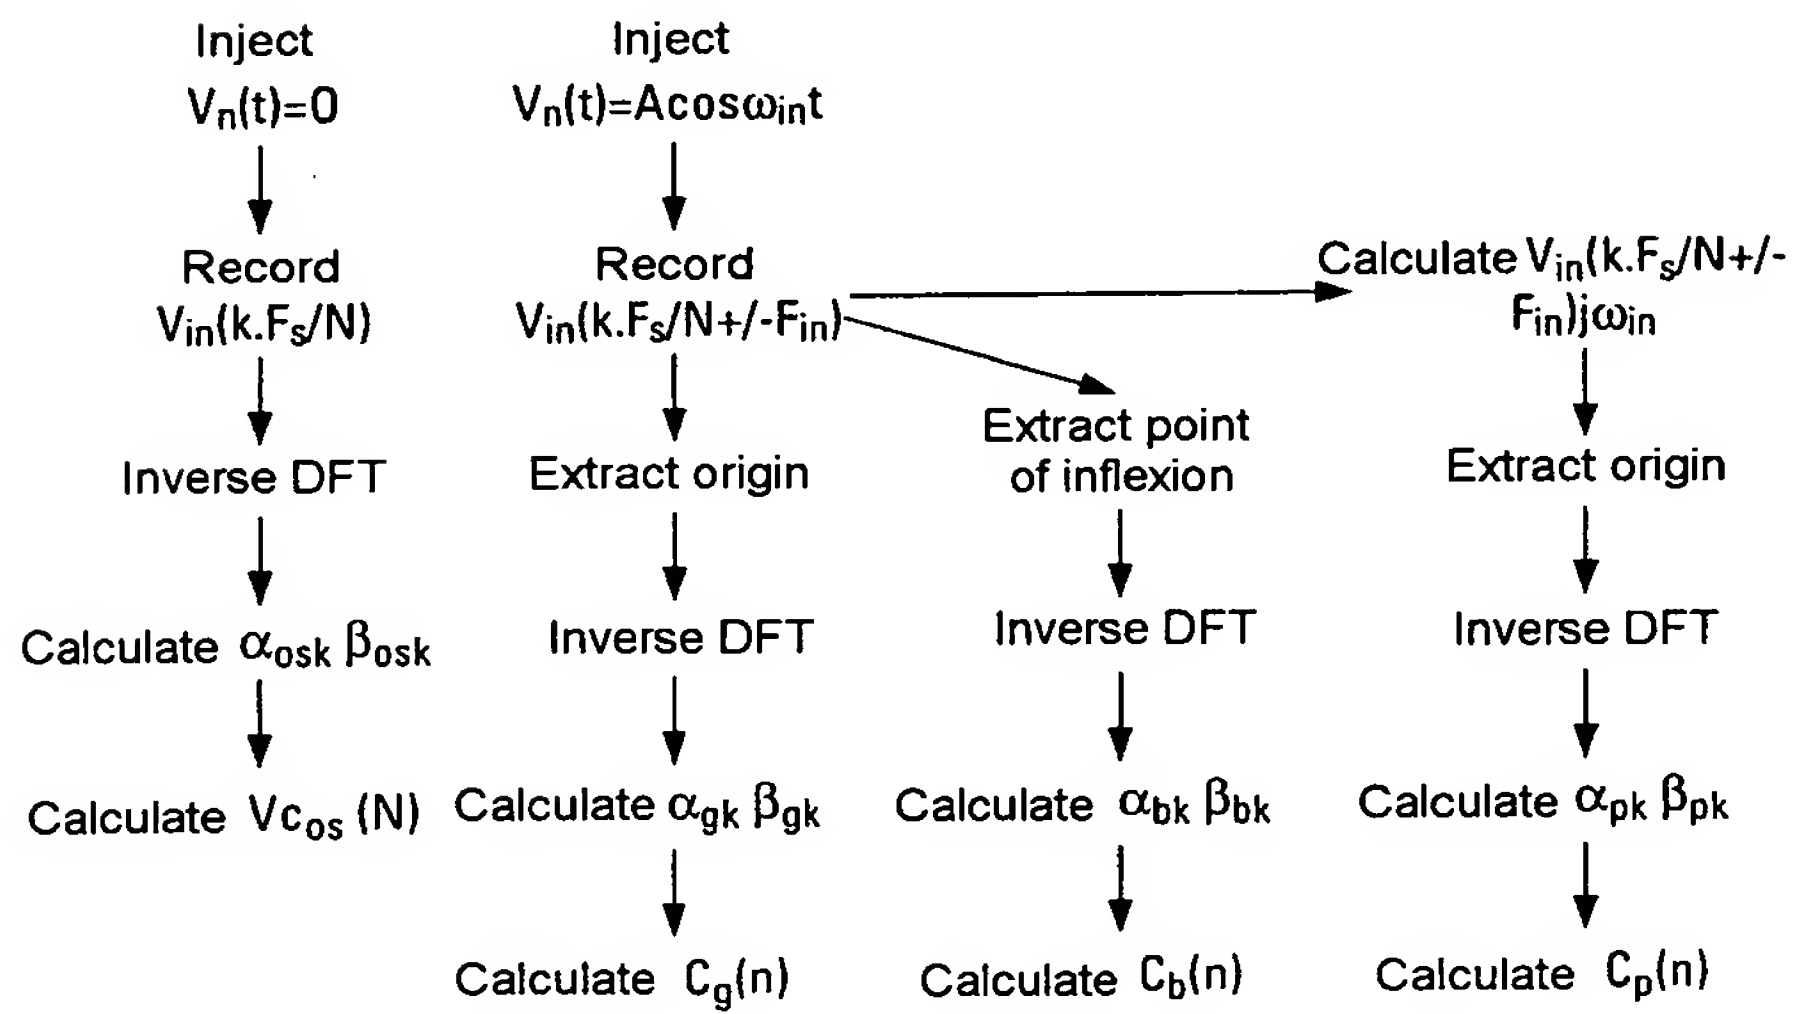 Inject
Vn(t)=0
Record
Vin(k.Fs/N)
Inverse DFT
Calculate αosk βosk
Calculate Vcos (N)
Inject
Vn(t)=Acosωint
Record
Vin(k.Fs/N+/-Fin)
Extract origin
Inverse DFT
Calculate αgk βgk
Calculate Cg(n)
Extract point
of inflexion
Inverse DFT
Calculate αbk βbk
Calculate Cb(n)
Calculate Vin(k.Fs/N+/-
Fin)jωin
Extract origin
Inverse DFT
Calculate αpk βpk
Calculate Cp(n)